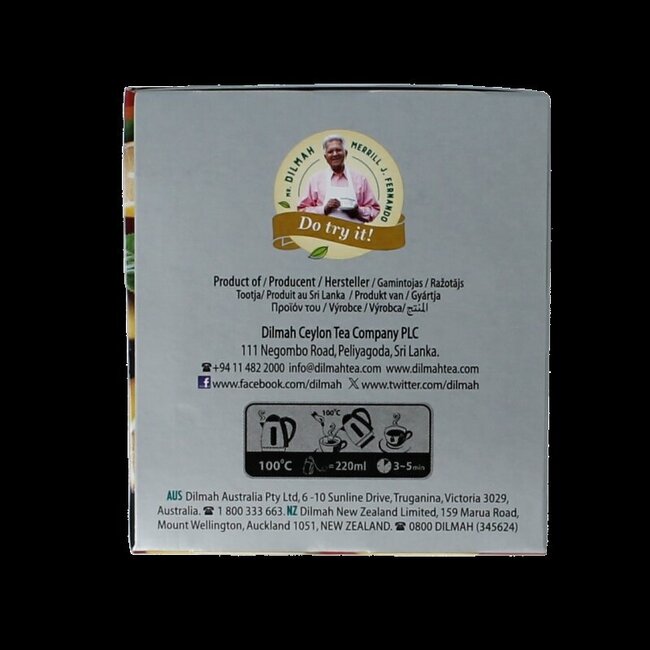 MR. DILMAH MERRILL J. FERNANDO
Do try it!
Product of / Producent / Hersteller / Gamintojas / Ražotājs
Tootja/ Produit au Sri Lanka / Produkt van / Gyártja
Προϊόν του / Výrobce / Výrobca/المنتج
Dilmah Ceylon Tea Company PLC
111 Negombo Road, Peliyagoda, Sri Lanka.
+94 11 482 2000 info@dilmahtea.com www.dilmahtea.com
f www.facebook.com/dilmah X www.twitter.com/dilmah
100°C
100°C =220ml 3~5 min
AUS Dilmah Australia Pty Ltd, 6 -10 Sunline Drive, Truganina, Victoria 3029,
Australia. 1 800 333 663. NZ Dilmah New Zealand Limited, 159 Marua Road,
Mount Wellington, Auckland 1051, NEW ZEALAND. 0800 DILMAH (345624)